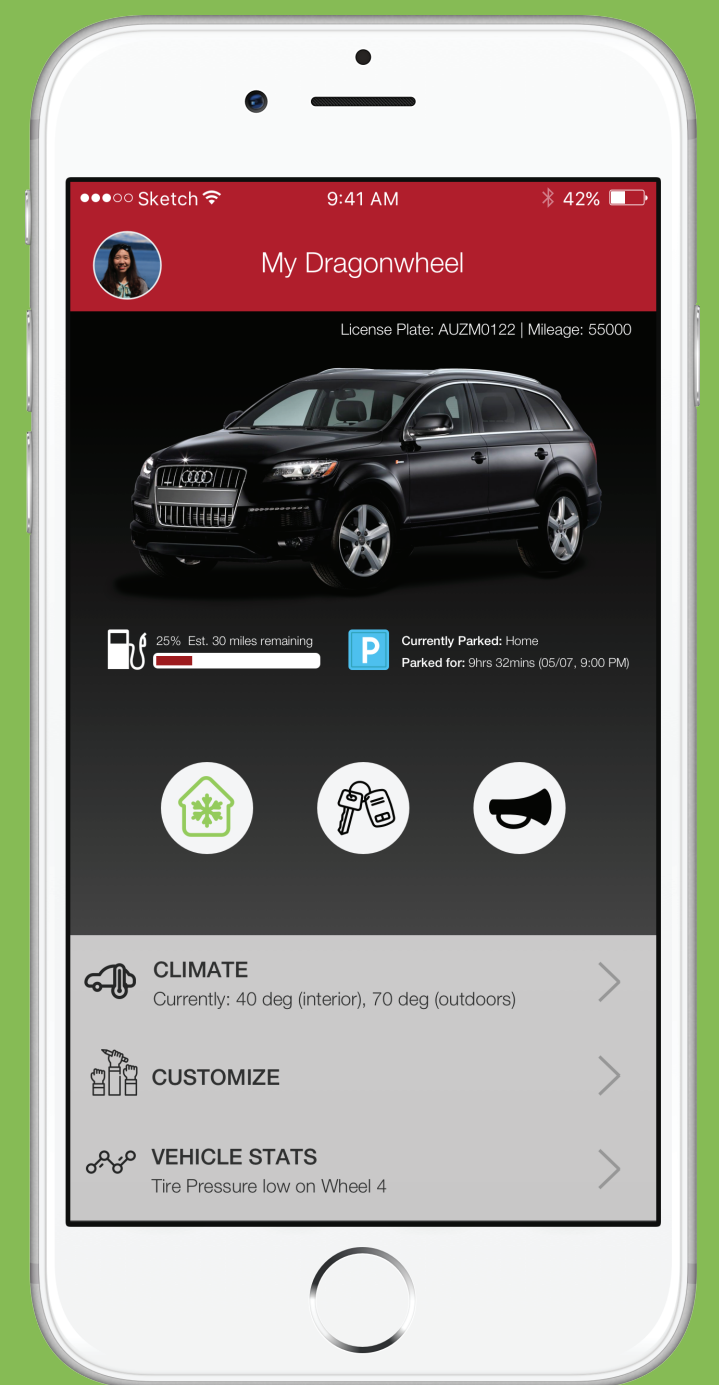 ●●●○○ Sketch 9:41 AM 42%
My Dragonwheel
License Plate: AUZM0122 | Mileage: 55000
25% Est. 30 miles remaining
P
Currently Parked: Home
Parked for: 9hrs 32mins (05/07, 9:00 PM)
CLIMATE
Currently: 40 deg (interior), 70 deg (outdoors)
CUSTOMIZE
VEHICLE STATS
Tire Pressure low on Wheel 4